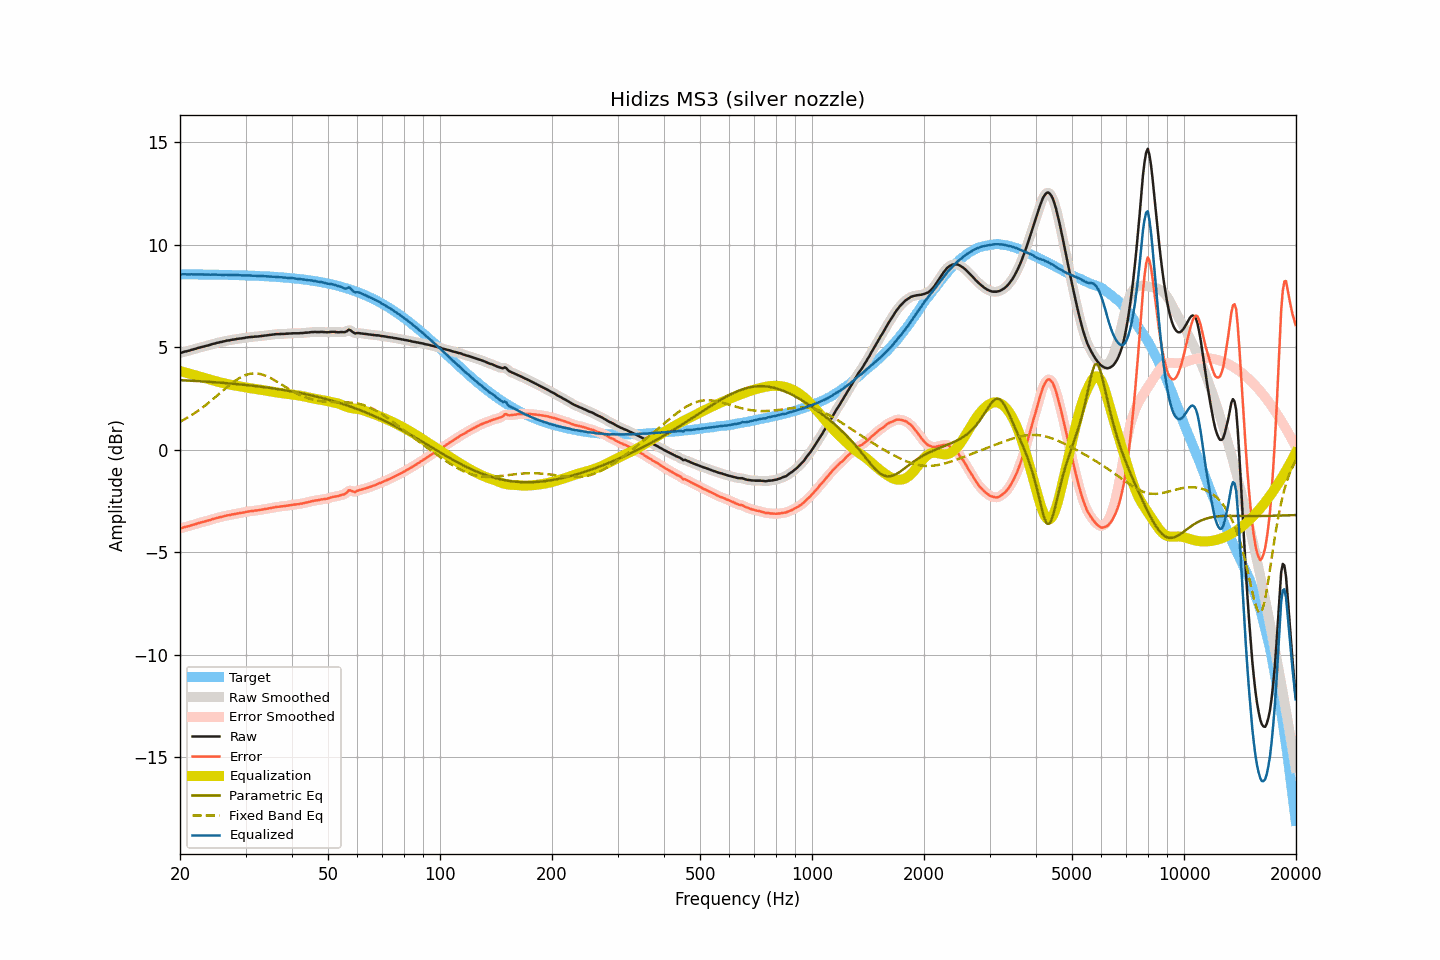 Hidizs MS3 (silver nozzle)
15
10
5
0
−5
−10
−15
Amplitude (dBr)
Target
Raw Smoothed
Error Smoothed
Raw
Error
Equalization
Parametric Eq
Fixed Band Eq
Equalized
20 50 100 200 500 1000 2000 5000 10000 20000
Frequency (Hz)